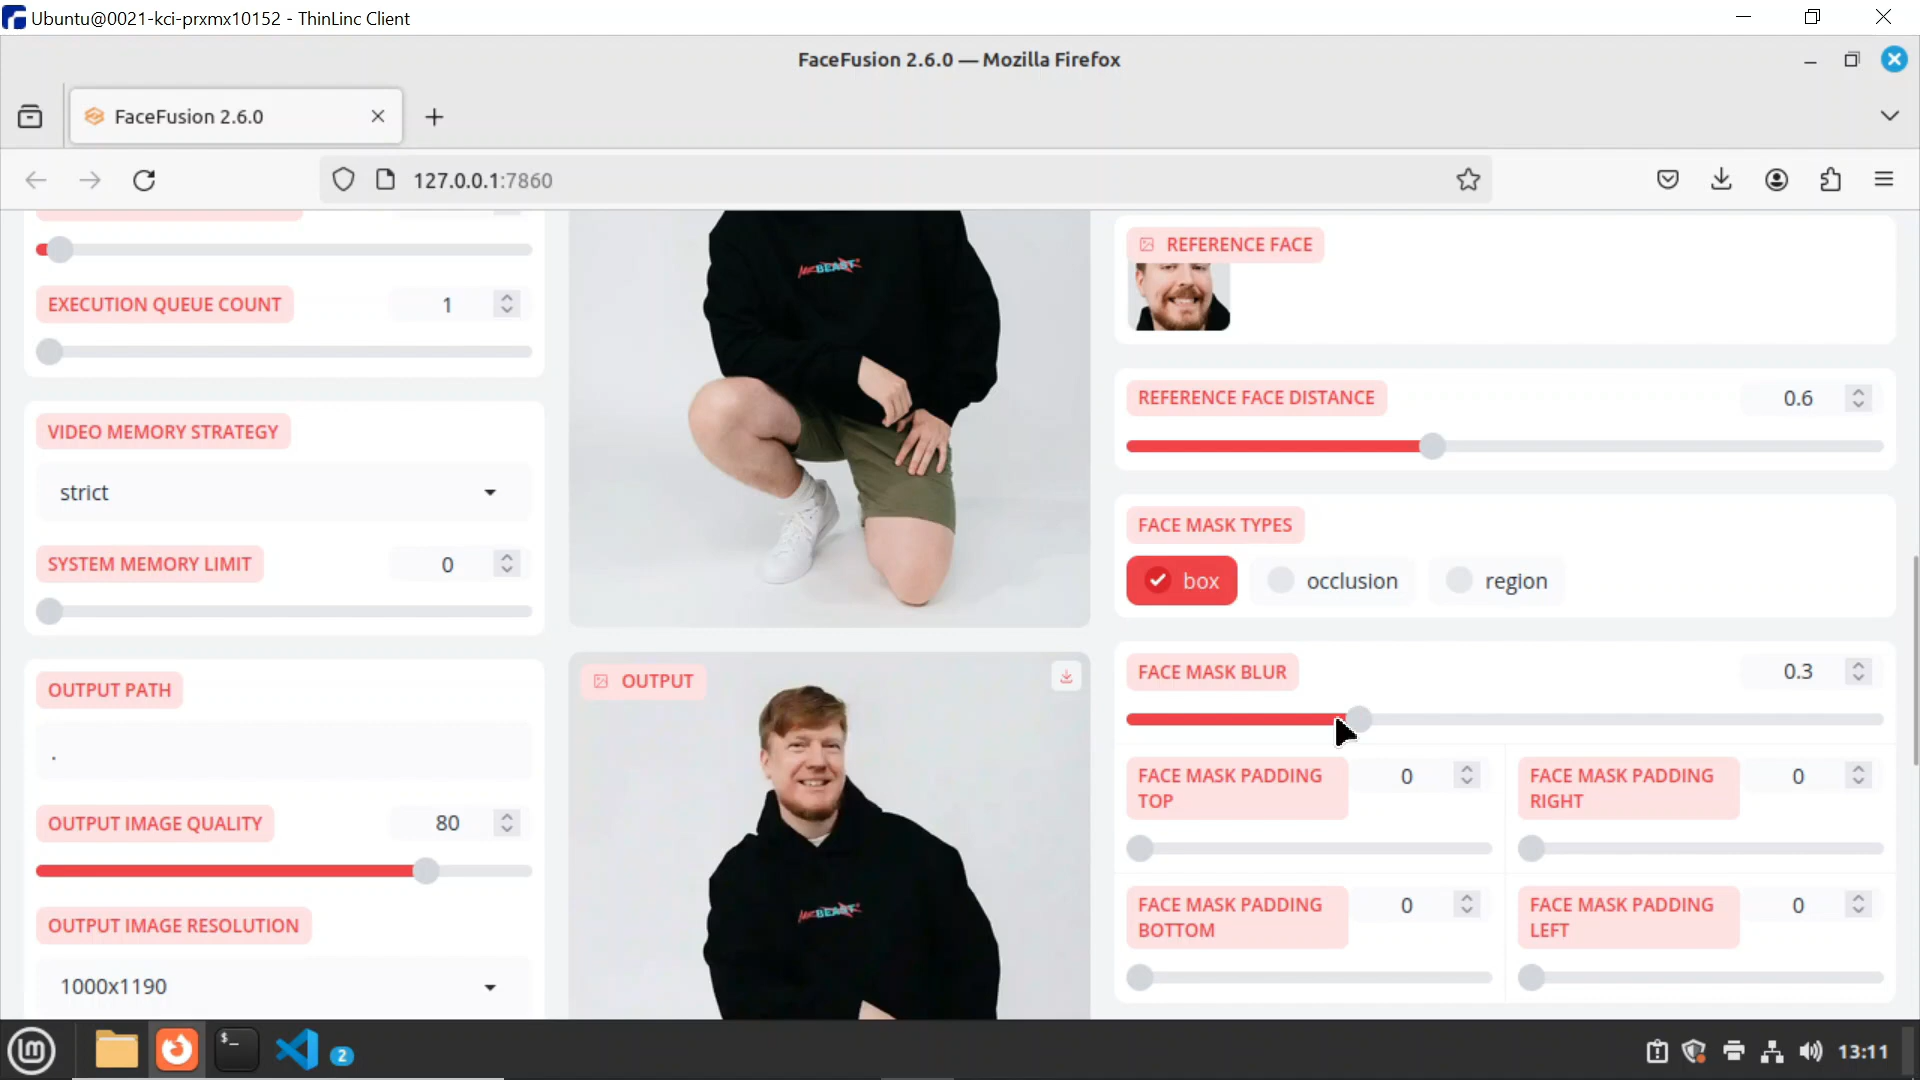 Ubuntu@0021-kci-prxmx10152 - ThinLinc Client
FaceFusion 2.6.0 — Mozilla Firefox
FaceFusion 2.6.0
127.0.0.1:7860
EXECUTION QUEUE COUNT
1
VIDEO MEMORY STRATEGY
strict
SYSTEM MEMORY LIMIT
0
OUTPUT PATH
.
OUTPUT IMAGE QUALITY
80
OUTPUT IMAGE RESOLUTION
1000x1190
BEAST
OUTPUT
BEAST
REFERENCE FACE
REFERENCE FACE DISTANCE
0.6
FACE MASK TYPES
box
occlusion
region
FACE MASK BLUR
0.3
FACE MASK PADDING
TOP
0
FACE MASK PADDING
RIGHT
0
FACE MASK PADDING
BOTTOM
0
FACE MASK PADDING
LEFT
0
$_
2
13:11